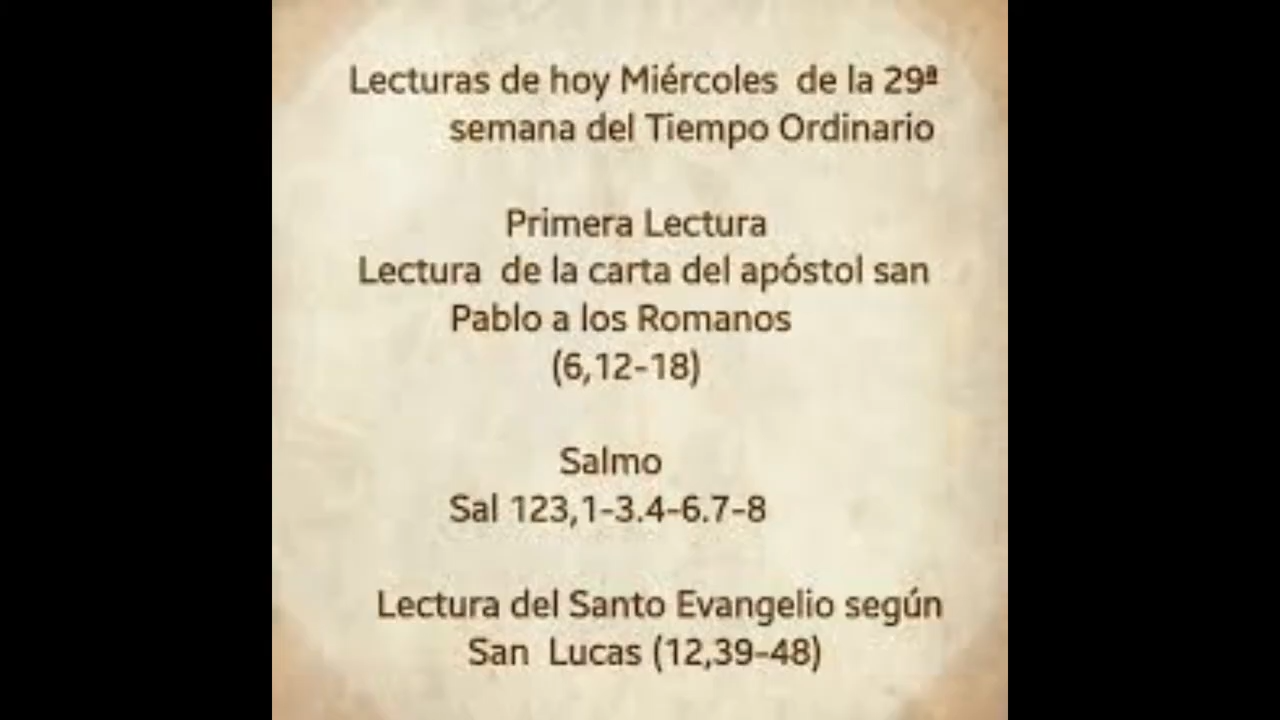 Lecturas de hoy Miércoles de la 29ª
semana del Tiempo Ordinario
Primera Lectura
Lectura de la carta del apóstol san
Pablo a los Romanos
(6,12-18)
Salmo
Sal 123,1-3.4-6.7-8
Lectura del Santo Evangelio según
San Lucas (12,39-48)